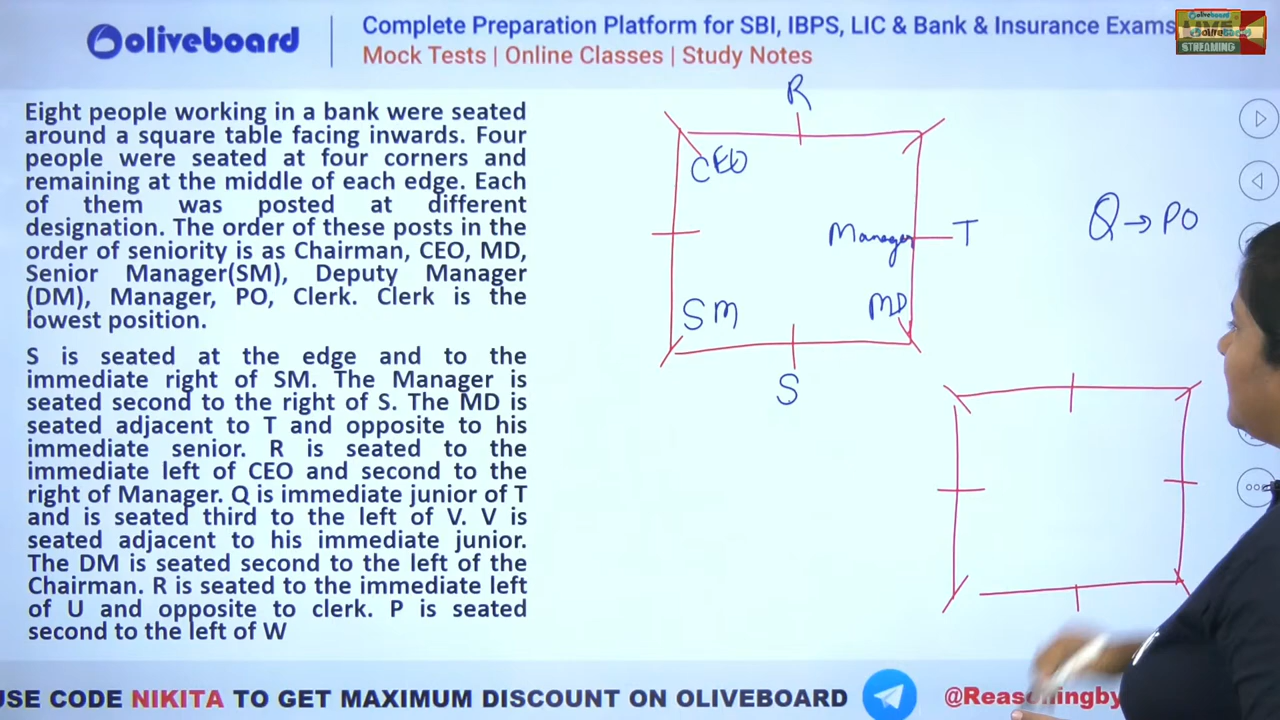 oliveboard
Complete Preparation Platform for SBI, IBPS, LIC & Bank & Insurance Exams
Mock Tests | Online Classes | Study Notes
oliveboard
STREAMING
Eight people working in a bank were seated
around a square table facing inwards. Four
people were seated at four corners and
remaining at the middle of each edge. Each
of them was posted at different
designation. The order of these posts in the
order of seniority is as Chairman, CEO, MD,
Senior Manager(SM), Deputy Manager
(DM), Manager, PO, Clerk. Clerk is the
lowest position.
S is seated at the edge and to the
immediate right of SM. The Manager is
seated second to the right of S. The MD is
seated adjacent to T and opposite to his
immediate senior. R is seated to the
immediate left of CEO and second to the
right of Manager. Q is immediate junior of T
and is seated third to the left of V. V is
seated adjacent to his immediate junior.
The DM is seated second to the left of the
Chairman. R is seated to the immediate left
of U and opposite to clerk. P is seated
second to the left of W
R
CEO
Manager
T
SM
MD
S
Q → PO
USE CODE NIKITA TO GET MAXIMUM DISCOUNT ON OLIVEBOARD
@Reasoningby